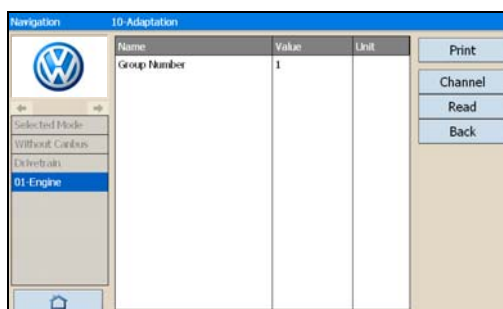 Navigation 10-Adaptation
Name Value Unit
Group Number 1
Print
Channel
Read
Back
Selected Mode
Without Canbus
Drivetrain
01-Engine